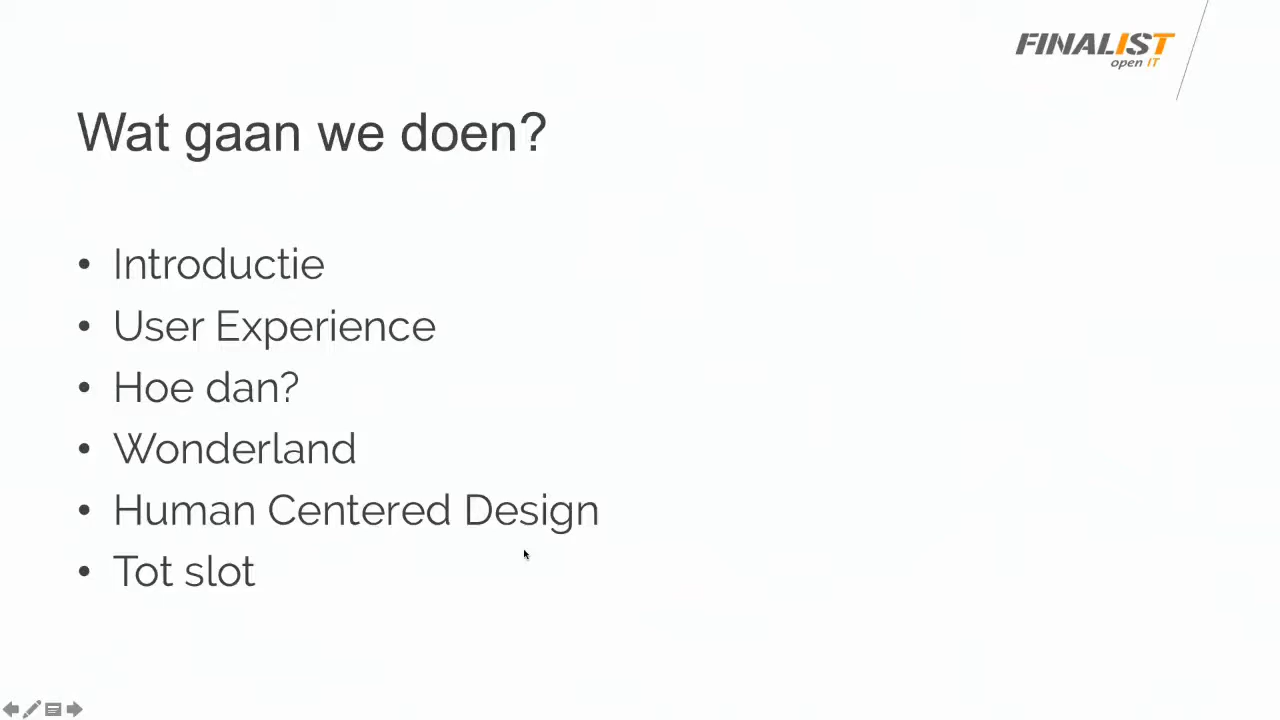 FINALIST
open IT
Wat gaan we doen?
• Introductie
• User Experience
• Hoe dan?
• Wonderland
• Human Centered Design
• Tot slot